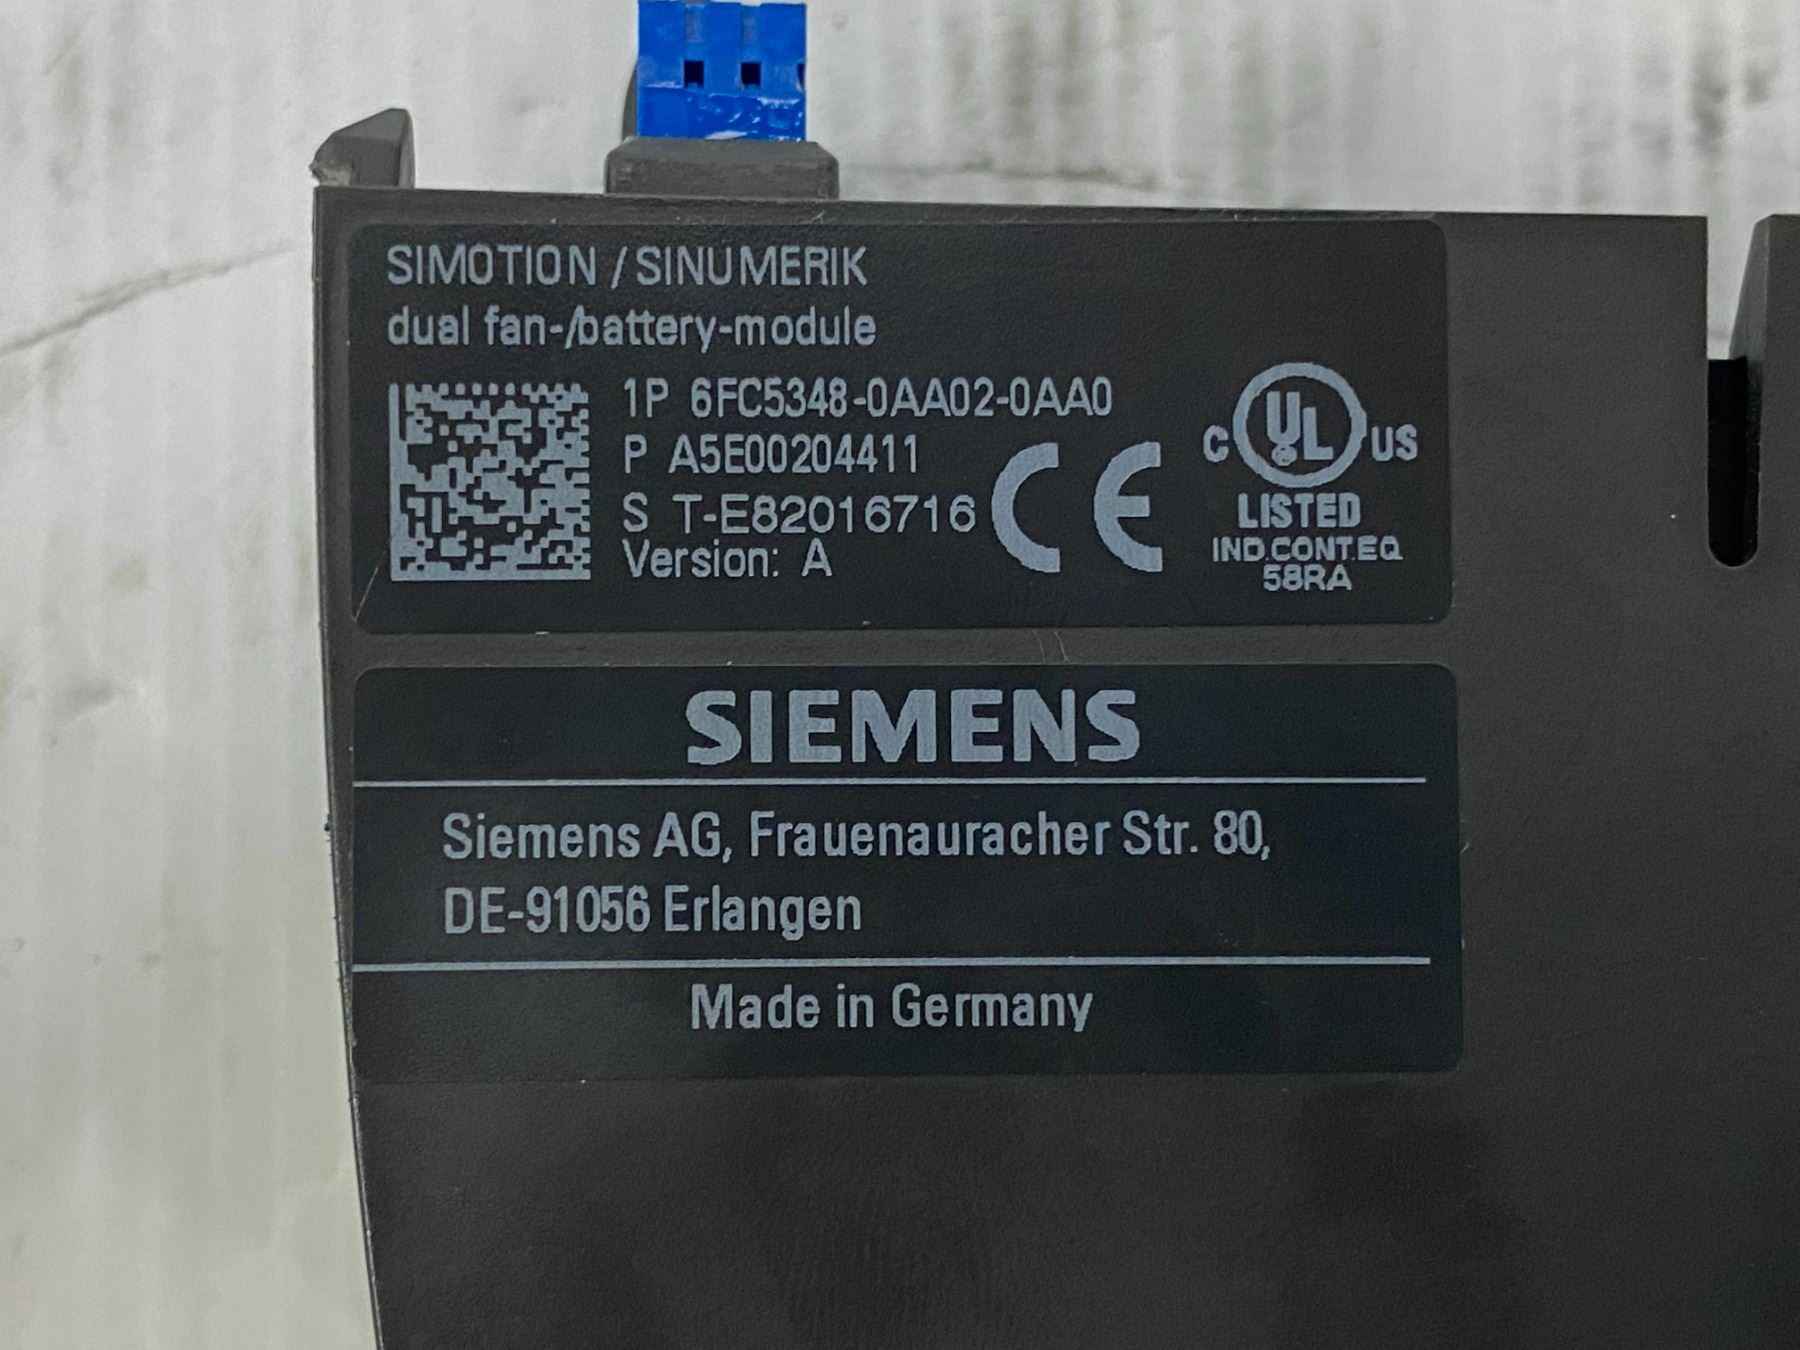 SIMOTION / SINUMERIK
dual fan-/battery-module
1P 6FC5348-0AA02-0AA0
P A5E00204411
S T-E82016716
Version: A
CE
C UL US
LISTED
IND.CONT.EQ
58RA
SIEMENS
Siemens AG, Frauenauracher Str. 80,
DE-91056 Erlangen
Made in Germany